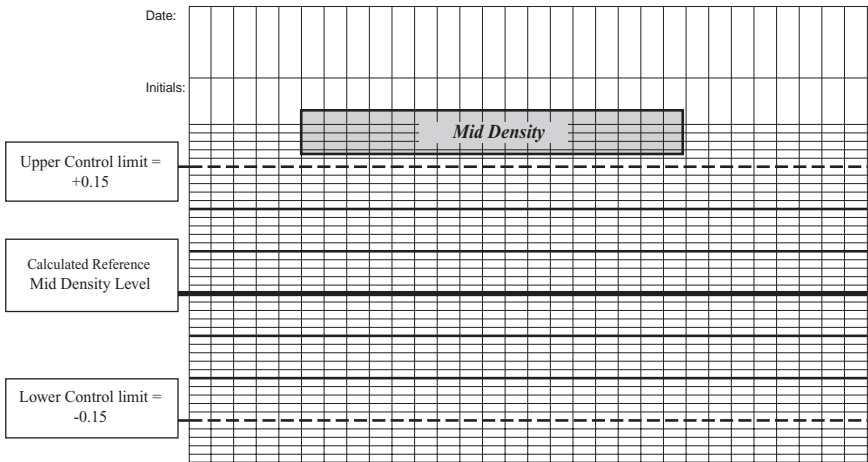 Date:
Initials:
Mid Density
Upper Control limit =
+0.15
Calculated Reference
Mid Density Level
Lower Control limit =
-0.15